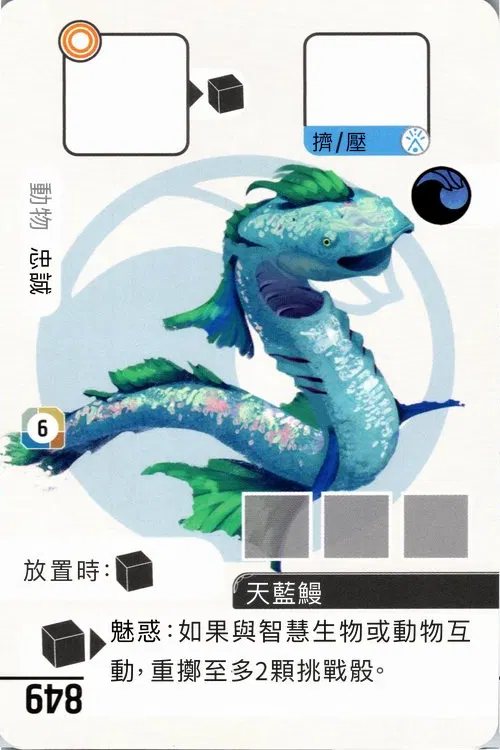 擠/壓
動物 忠誠
6
放置時：
天藍鰻
魅惑：如果與智慧生物或動物互
動，重擲至多2顆挑戰骰。
849